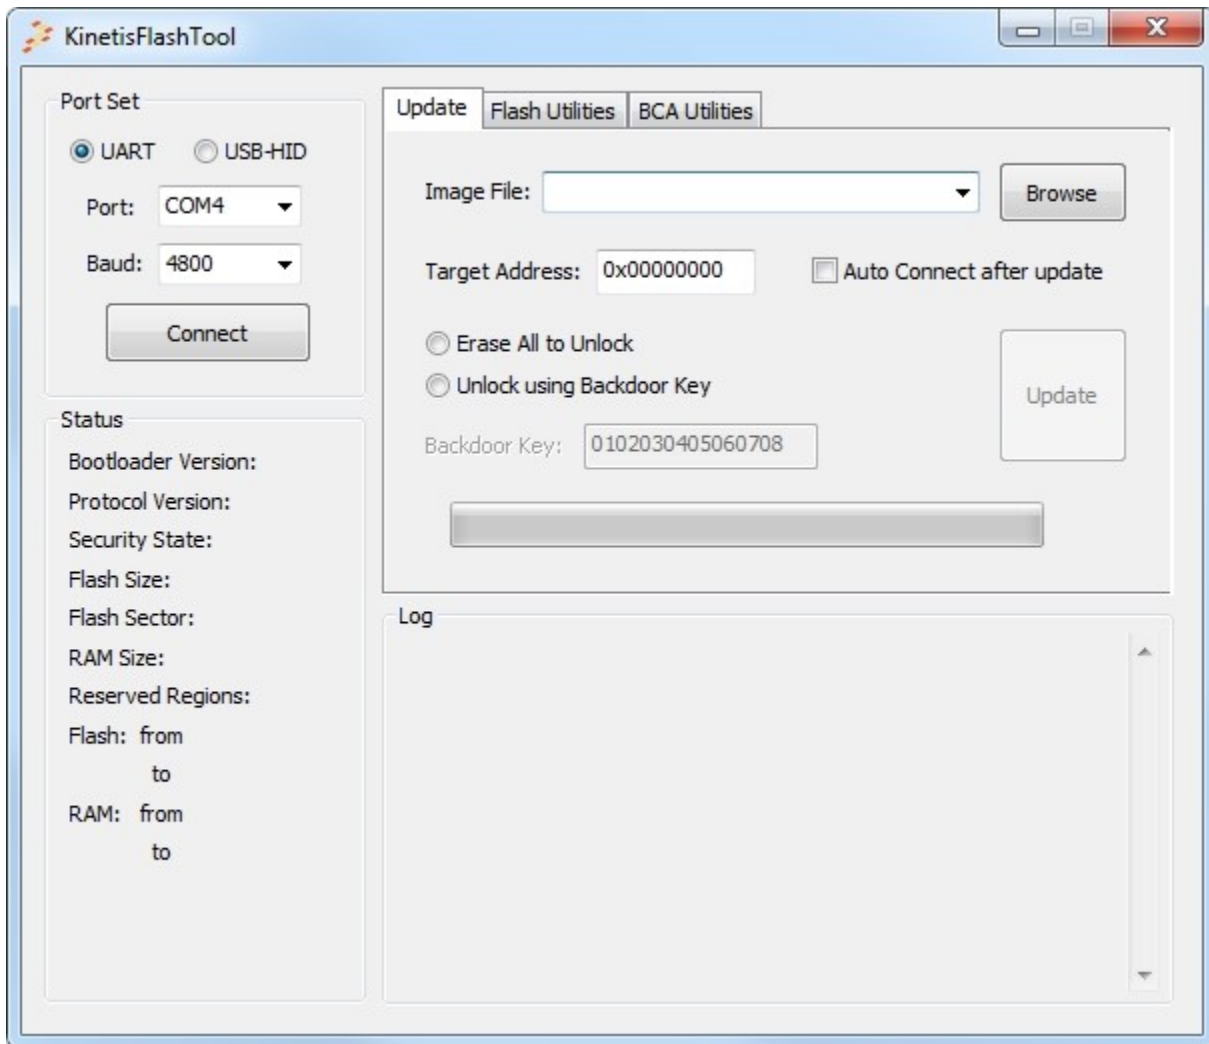 KinetisFlashTool
Port Set
UART USB-HID
Port: COM4
Baud: 4800
Connect
Status
Bootloader Version:
Protocol Version:
Security State:
Flash Size:
Flash Sector:
RAM Size:
Reserved Regions:
Flash: from
to
RAM: from
to
Update Flash Utilities BCA Utilities
Image File: Browse
Target Address: 0x00000000 Auto Connect after update
Erase All to Unlock
Unlock using Backdoor Key
Update
Backdoor Key: 0102030405060708
Log